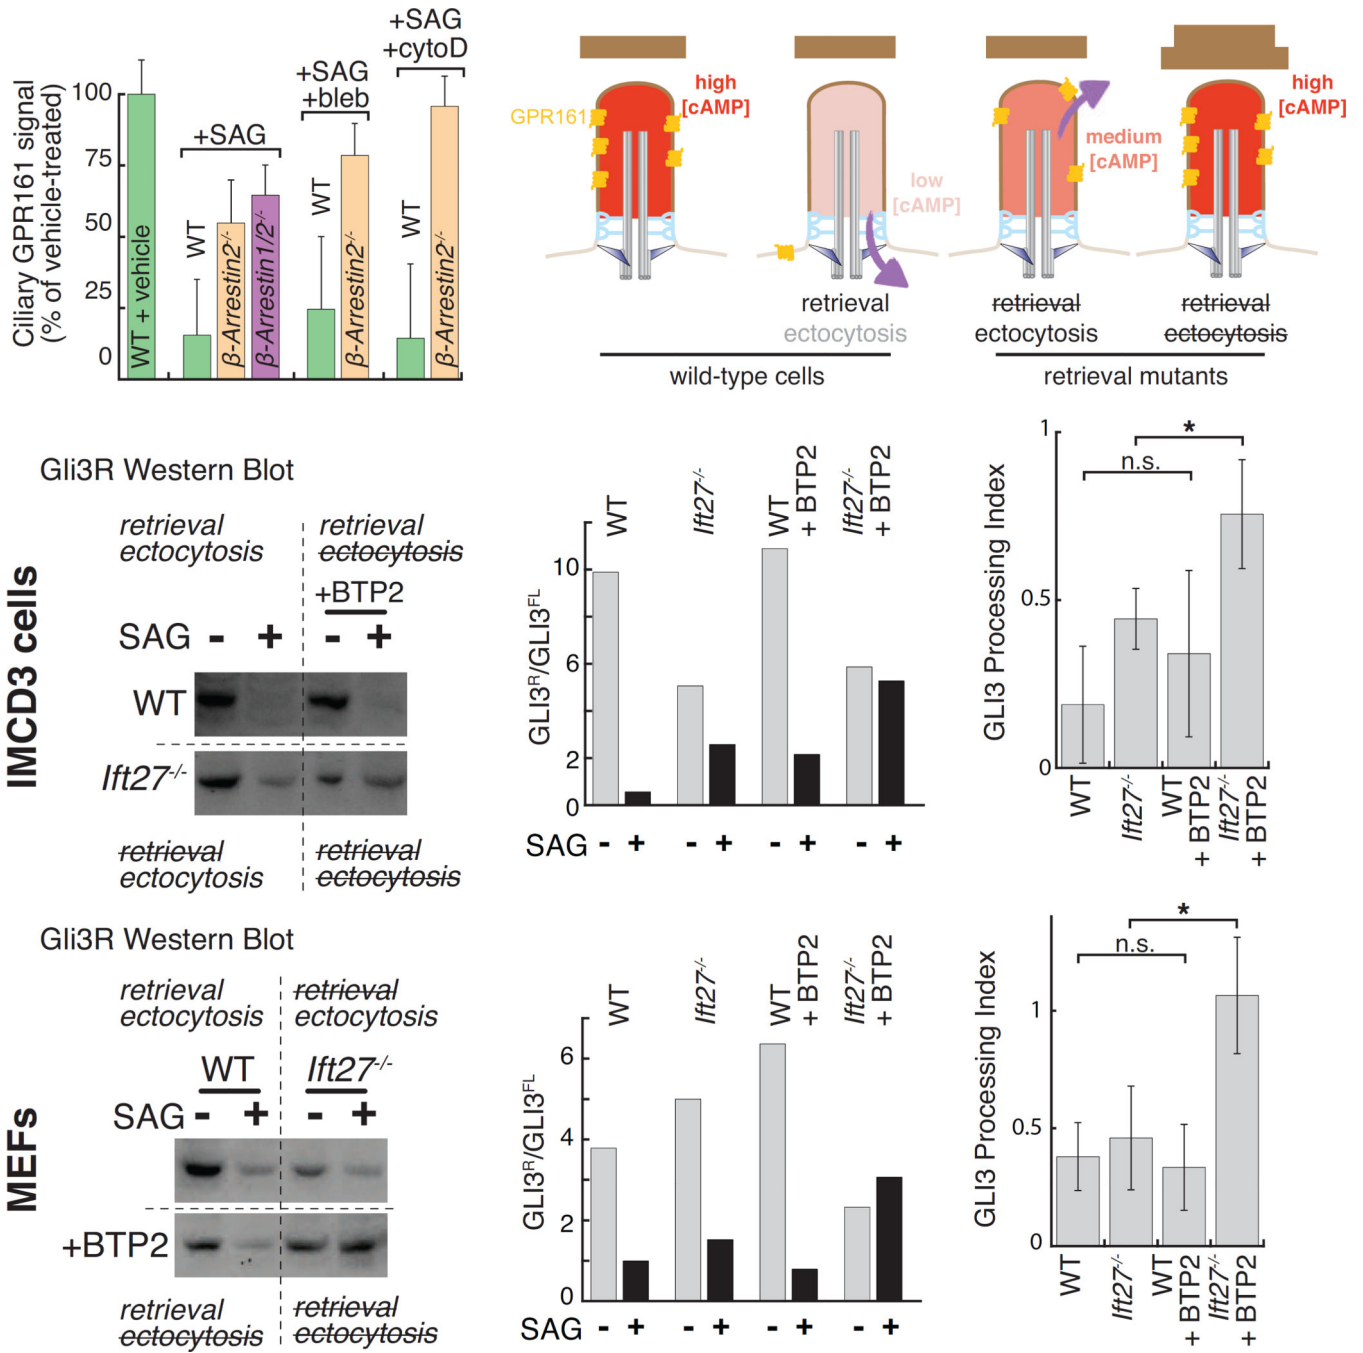 Ciliary GPR161 signal
(% of vehicle-treated)
100
75
50
25
0
WT + vehicle
+SAG
WT
β-Arrestin2-/-
β-Arrestin1/2-/-
+SAG
+bleb
WT
β-Arrestin2-/-
+SAG
+cytoD
WT
β-Arrestin2-/-
GPR161
high
[cAMP]
low
[cAMP]
medium
[cAMP]
high
[cAMP]
retrieval
ectocytosis
retrieval
ectocytosis
retrieval
ectocytosis
wild-type cells
retrieval mutants
IMCD3 cells
Gli3R Western Blot
retrieval
ectocytosis
retrieval
ectocytosis
+BTP2
SAG - + - +
WT
Ift27-/-
retrieval
ectocytosis
retrieval
ectocytosis
GLI3R/GLI3FL
10
6
2
0
WT
Ift27-/-
WT
+ BTP2
Ift27-/-
+ BTP2
SAG - + - + - + - +
GLI3 Processing Index
1
0.5
0
n.s.
*
WT
Ift27-/-
WT
+ BTP2
Ift27-/-
+ BTP2
MEFs
Gli3R Western Blot
retrieval
ectocytosis
retrieval
ectocytosis
WT
Ift27-/-
SAG - + - +
+BTP2
retrieval
ectocytosis
retrieval
ectocytosis
GLI3R/GLI3FL
6
4
2
0
WT
Ift27-/-
WT
+ BTP2
Ift27-/-
+ BTP2
SAG - + - + - + - +
GLI3 Processing Index
1
0.5
0
n.s.
*
WT
Ift27-/-
WT
+ BTP2
Ift27-/-
+ BTP2